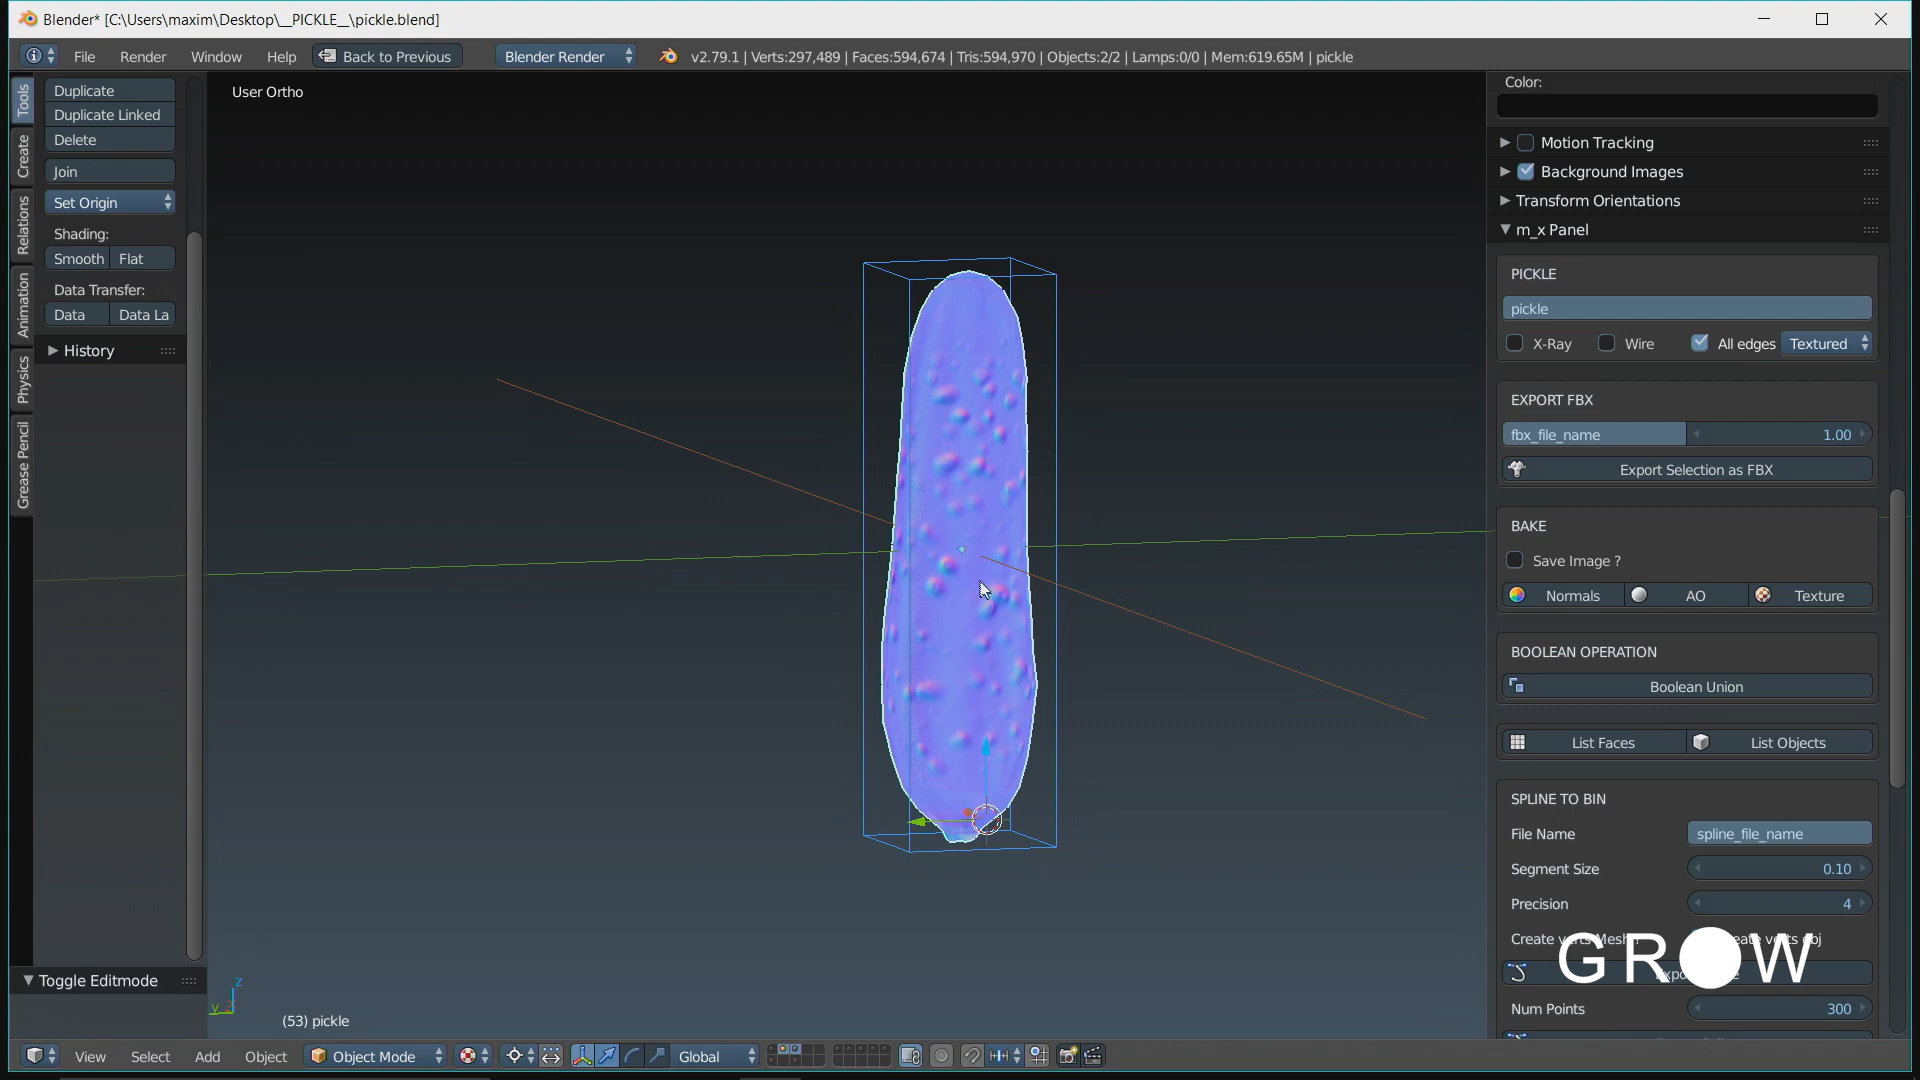 Blender* [C:\Users\maxim\Desktop\__PICKLE__\pickle.blend]
File Render Window Help Back to Previous Blender Render v2.79.1 | Verts:297,489 | Faces:594,674 | Tris:594,970 | Objects:2/2 | Lamps:0/0 | Mem:619.65M | pickle
Tools
Create
Relations
Animation
Physics
Grease Pencil
Duplicate
Duplicate Linked
Delete
Join
Set Origin
Shading:
Smooth Flat
Data Transfer:
Data Data La
History
Toggle Editmode
User Ortho
z
y
(53) pickle
Color:
Motion Tracking
Background Images
Transform Orientations
m_x Panel
PICKLE
pickle
X-Ray Wire All edges Textured
EXPORT FBX
fbx_file_name 1.00
Export Selection as FBX
BAKE
Save Image ?
Normals AO Texture
BOOLEAN OPERATION
Boolean Union
List Faces List Objects
SPLINE TO BIN
File Name spline_file_name
Segment Size 0.10
Precision 4
Create verts Mesh
GROW
Num Points 300
View Select Add Object Object Mode Global